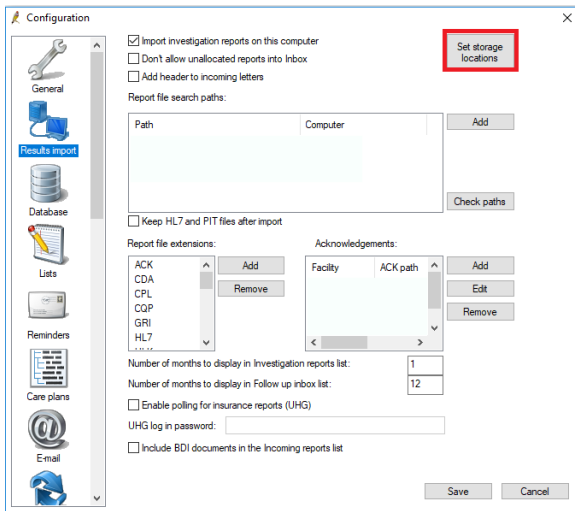 Configuration
General
Results import
Database
Lists
Reminders
Care plans
E-mail
Import investigation reports on this computer
Don't allow unallocated reports into Inbox
Add header to incoming letters
Set storage
locations
Report file search paths:
Path Computer
Add
Check paths
Keep HL7 and PIT files after import
Report file extensions:
ACK
CDA
CPL
CQP
GRI
HL7
Add
Remove
Acknowledgements:
Facility ACK path
Add
Edit
Remove
Number of months to display in Investigation reports list: 1
Number of months to display in Follow up inbox list: 12
Enable polling for insurance reports (UHG)
UHG log in password:
Include BDI documents in the Incoming reports list
Save Cancel